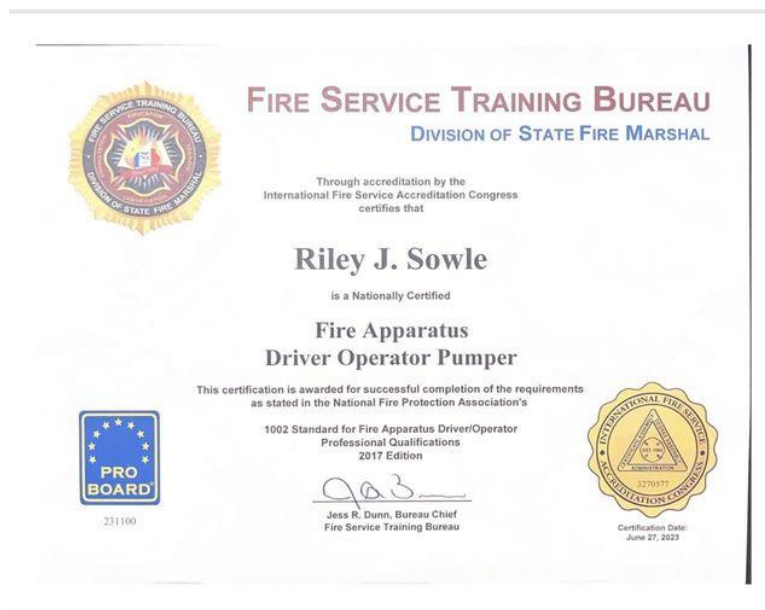 FIRE SERVICE TRAINING BUREAU
DIVISION OF STATE FIRE MARSHAL
FIRE SERVICE TRAINING BUREAU
EDUCATION
CERTIFICATION
DIVISION OF STATE FIRE MARSHAL
Through accreditation by the
International Fire Service Accreditation Congress
certifies that
Riley J. Sowle
is a Nationally Certified
Fire Apparatus
Driver Operator Pumper
This certification is awarded for successful completion of the requirements
as stated in the National Fire Protection Association's
1002 Standard for Fire Apparatus Driver/Operator
Professional Qualifications
2017 Edition
PRO
BOARD
231100
Jess R. Dunn, Bureau Chief
Fire Service Training Bureau
INTERNATIONAL FIRE SERVICE
ACCREDITATION CONGRESS
ADMINISTRATION
3270577
Certification Date:
June 27, 2023